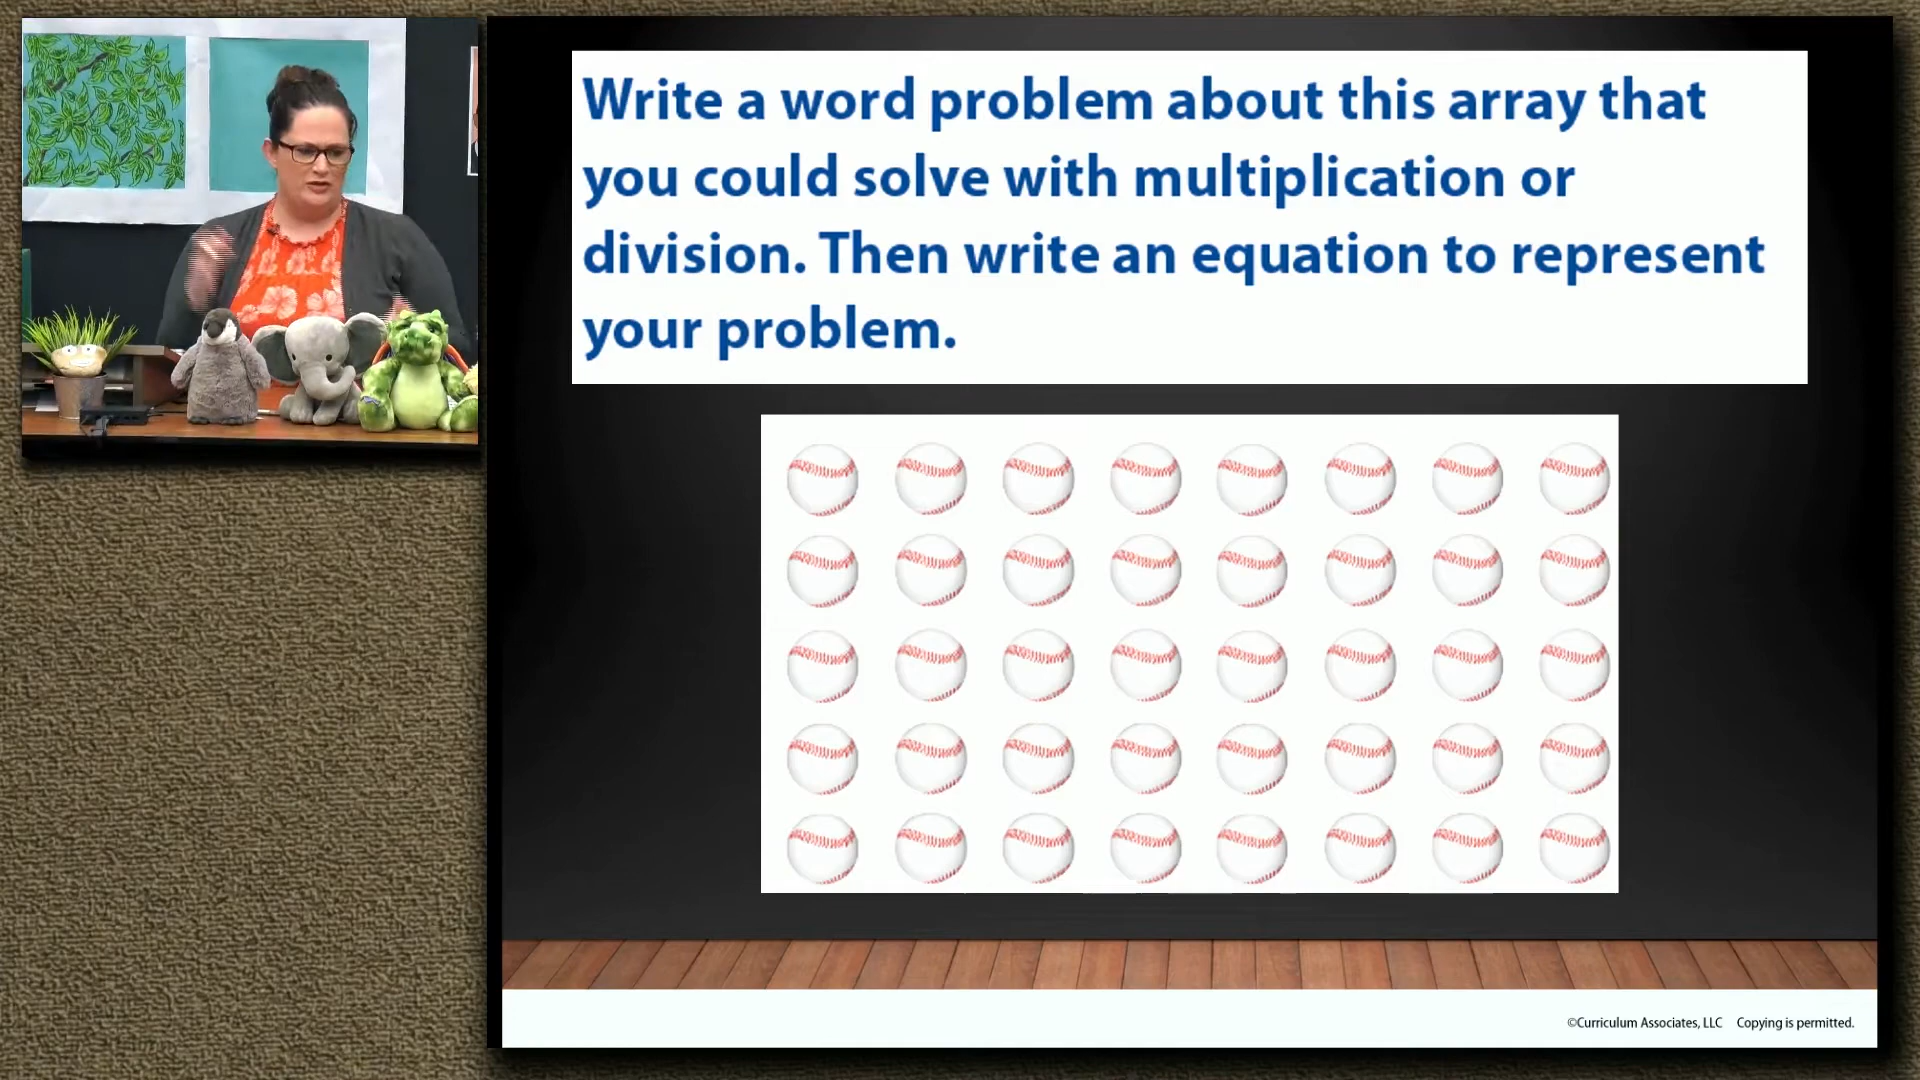 Write a word problem about this array that
you could solve with multiplication or
division. Then write an equation to represent
your problem.
©Curriculum Associates, LLC Copying is permitted.